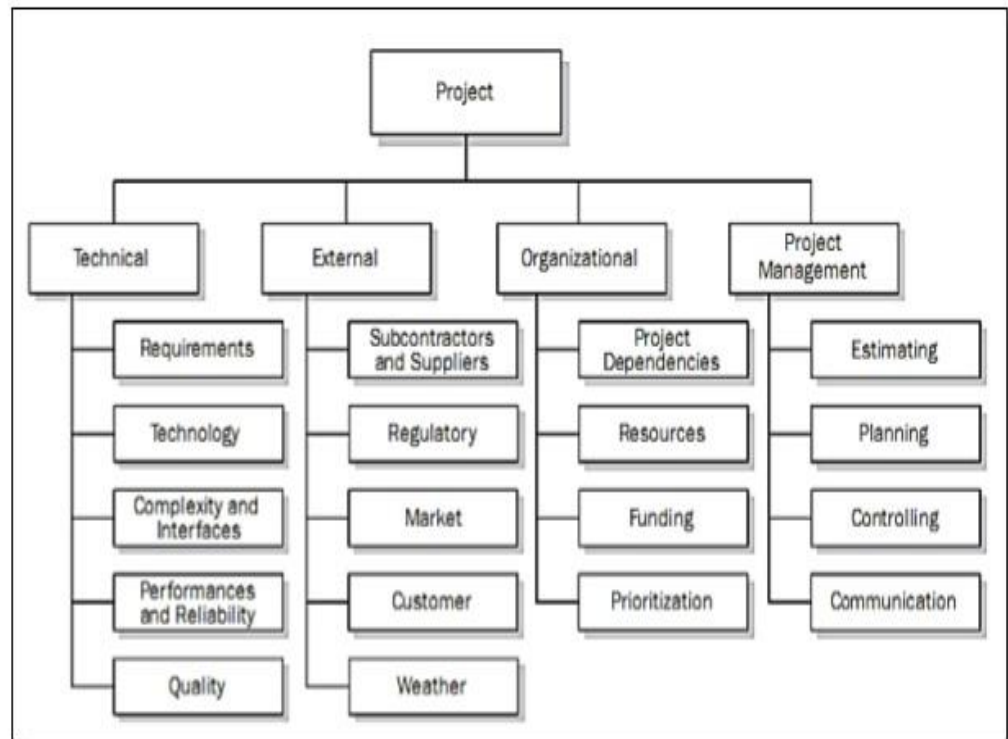 Project
Technical
External
Organizational
Project
Management
Requirements
Technology
Complexity and
Interfaces
Performances
and Reliability
Quality
Subcontractors
and Suppliers
Regulatory
Market
Customer
Weather
Project
Dependencies
Resources
Funding
Prioritization
Estimating
Planning
Controlling
Communication